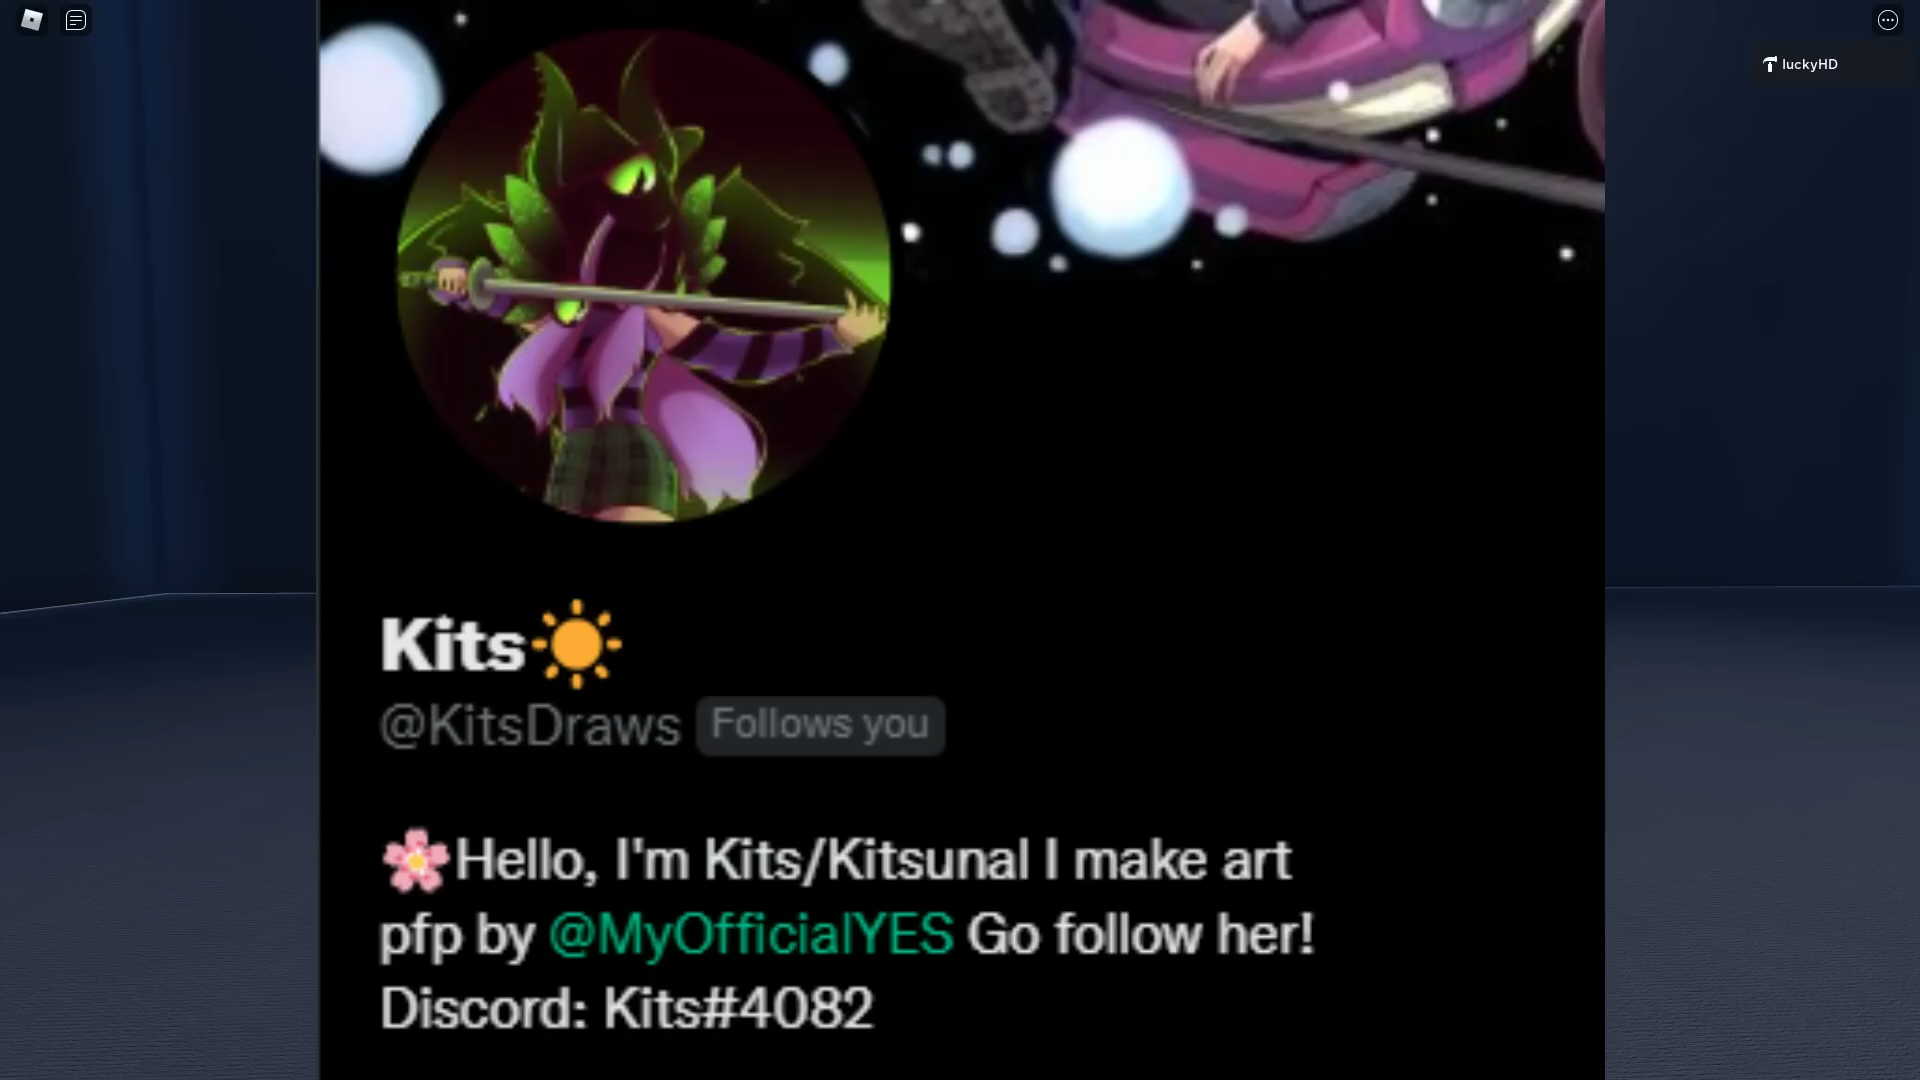 luckyHD
Kits
@KitsDraws Follows you
Hello, I'm Kits/Kitsunal I make art
pfp by @MyOfficialYES Go follow her!
Discord: Kits#4082